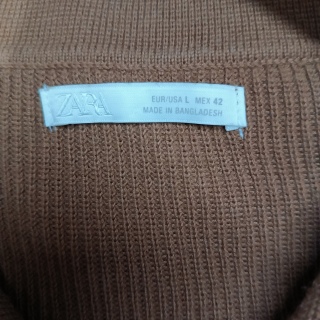 ZARA
EUR/USA L MEX 42
MADE IN BANGLADESH